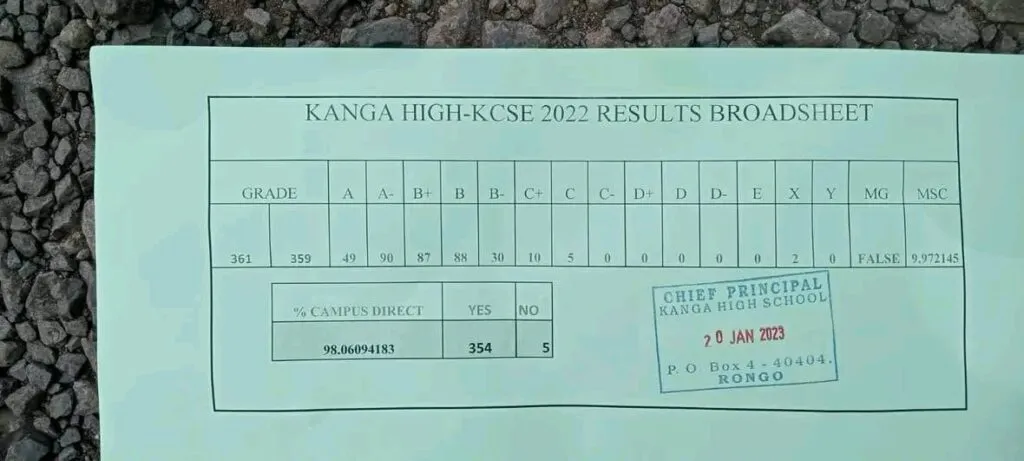 KANGA HIGH-KCSE 2022 RESULTS BROADSHEET
GRADE A A- B+ B B- C+ C C- D+ D D- E X Y MG MSC
361 359 49 90 87 88 30 10 5 0 0 0 0 0 2 0 FALSE 9.972145
% CAMPUS DIRECT YES NO
98.06094183 354 5
CHIEF PRINCIPAL
KANGA HIGH SCHOOL
20 JAN 2023
P. O. Box 4 - 40404.
RONGO